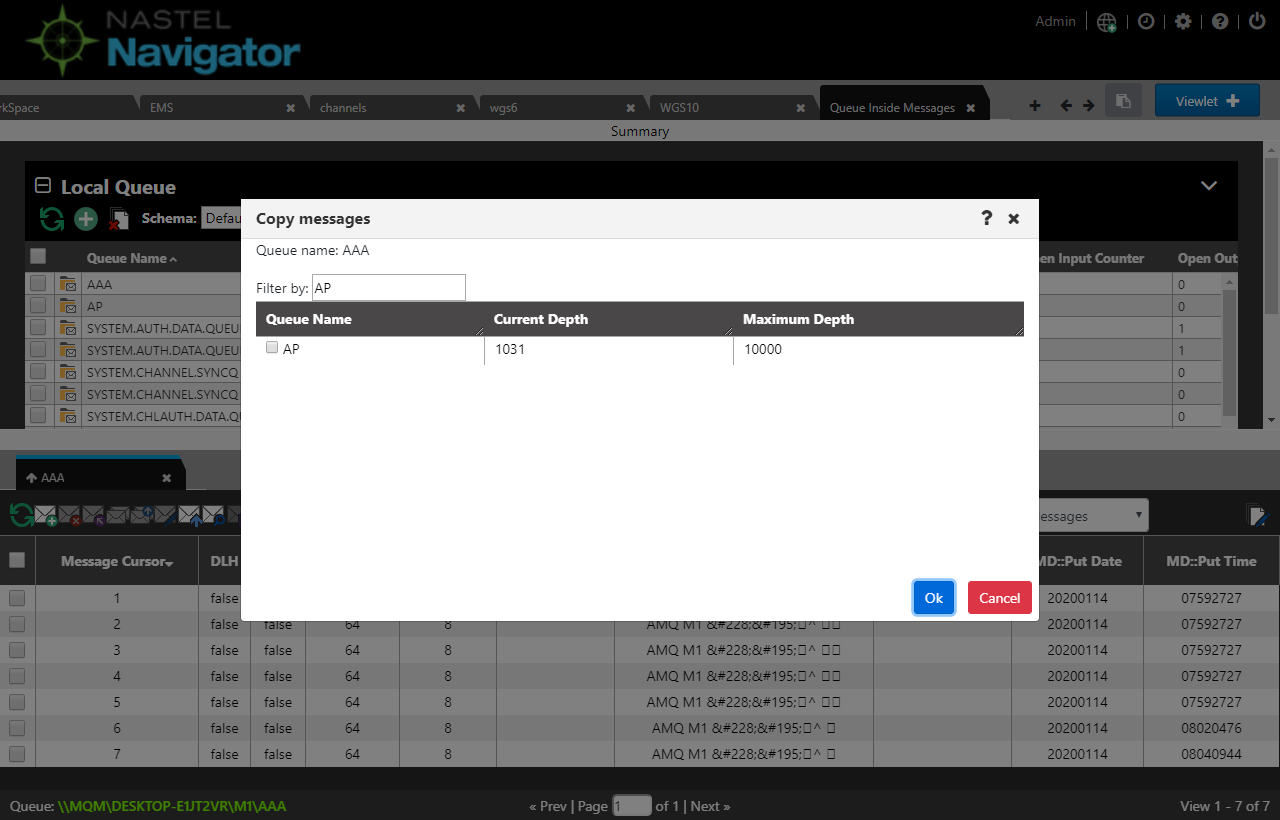 NASTEL
Navigator
Admin
rkSpace
EMS
channels
wgs6
WGS10
Queue Inside Messages
Viewlet
Summary
Local Queue
Schema: Defau
Queue Name
en Input Counter
Open Out
AAA
0
AP
0
SYSTEM.AUTH.DATA.QUEU
1
SYSTEM.AUTH.DATA.QUEU
1
SYSTEM.CHANNEL.SYNCQ
0
SYSTEM.CHANNEL.SYNCQ
0
SYSTEM.CHLAUTH.DATA.Q
0
Copy messages
?
Queue name: AAA
Filter by: AP
Queue Name Current Depth Maximum Depth
AP 1031 10000
Ok
Cancel
AAA
essages
Message Cursor DLH MD::Put Date MD::Put Time
1 false 20200114 07592727
2 false false 64 8 AMQ M1 &#228;&#195;□^ □□ 20200114 07592727
3 false false 64 8 AMQ M1 &#228;&#195;□^ □□ 20200114 07592727
4 false false 64 8 AMQ M1 &#228;&#195;□^ □□ 20200114 07592727
5 false false 64 8 AMQ M1 &#228;&#195;□^ □□ 20200114 07592727
6 false false 64 8 AMQ M1 &#228;&#195;□^ □ 20200114 08020476
7 false false 64 8 AMQ M1 &#228;&#195;□^ □ 20200114 08040944
Queue: \\MQM\DESKTOP-E1JT2VR\M1\AAA
« Prev | Page 1 of 1 | Next »
View 1 - 7 of 7